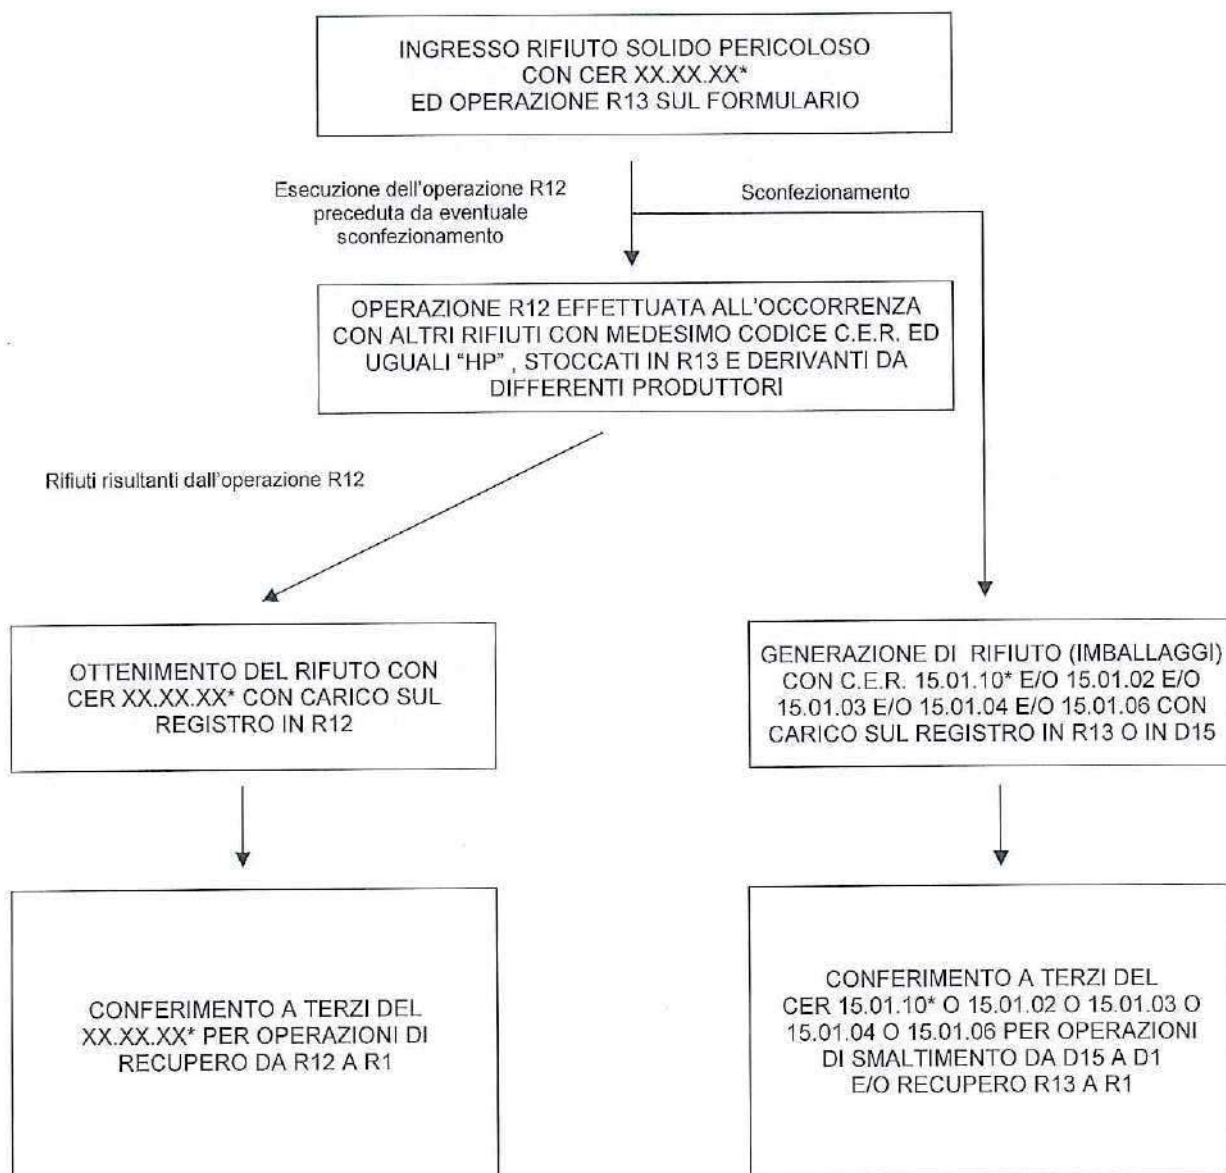 INGRESSO RIFIUTO SOLIDO PERICOLOSO
CON CER XX.XX.XX*
ED OPERAZIONE R13 SUL FORMULARIO
Esecuzione dell'operazione R12
preceduta da eventuale
sconfezionamento
Sconfezionamento
OPERAZIONE R12 EFFETTUATA ALL'OCCORRENZA
CON ALTRI RIFIUTI CON MEDESIMO CODICE C.E.R. ED
UGUALI "HP" , STOCCATI IN R13 E DERIVANTI DA
DIFFERENTI PRODUTTORI
Rifiuti risultanti dall'operazione R12
OTTENIMENTO DEL RIFUTO CON
CER XX.XX.XX* CON CARICO SUL
REGISTRO IN R12
GENERAZIONE DI RIFIUTO (IMBALLAGGI)
CON C.E.R. 15.01.10* E/O 15.01.02 E/O
15.01.03 E/O 15.01.04 E/O 15.01.06 CON
CARICO SUL REGISTRO IN R13 O IN D15
CONFERIMENTO A TERZI DEL
XX.XX.XX* PER OPERAZIONI DI
RECUPERO DA R12 A R1
CONFERIMENTO A TERZI DEL
CER 15.01.10* O 15.01.02 O 15.01.03 O
15.01.04 O 15.01.06 PER OPERAZIONI
DI SMALTIMENTO DA D15 A D1
E/O RECUPERO R13 A R1